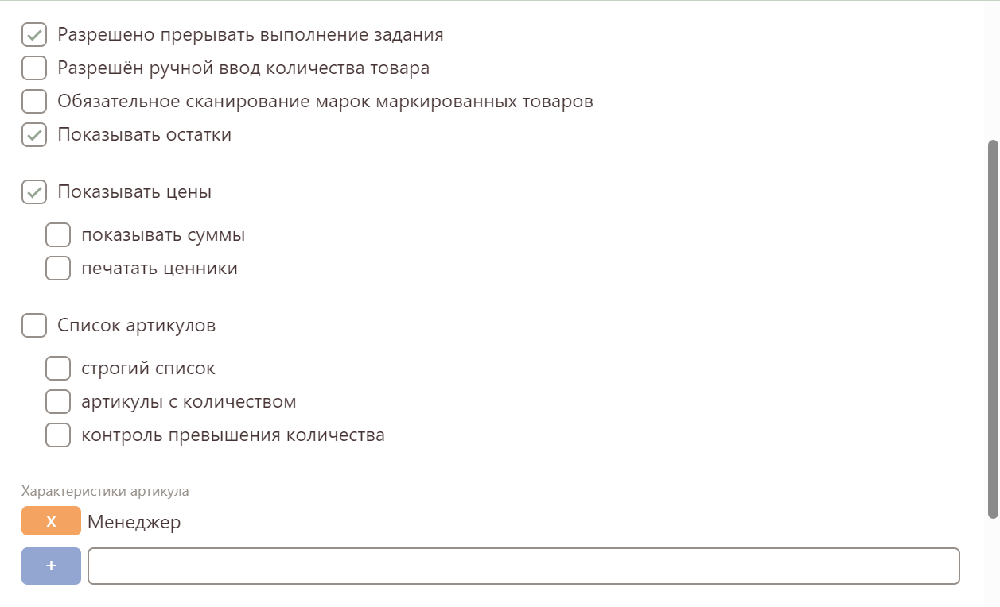 Разрешено прерывать выполнение задания
Разрешён ручной ввод количества товара
Обязательное сканирование марок маркированных товаров
Показывать остатки
Показывать цены
показывать суммы
печатать ценники
Список артикулов
строгий список
артикулы с количеством
контроль превышения количества
Характеристики артикула
X Менеджер
+